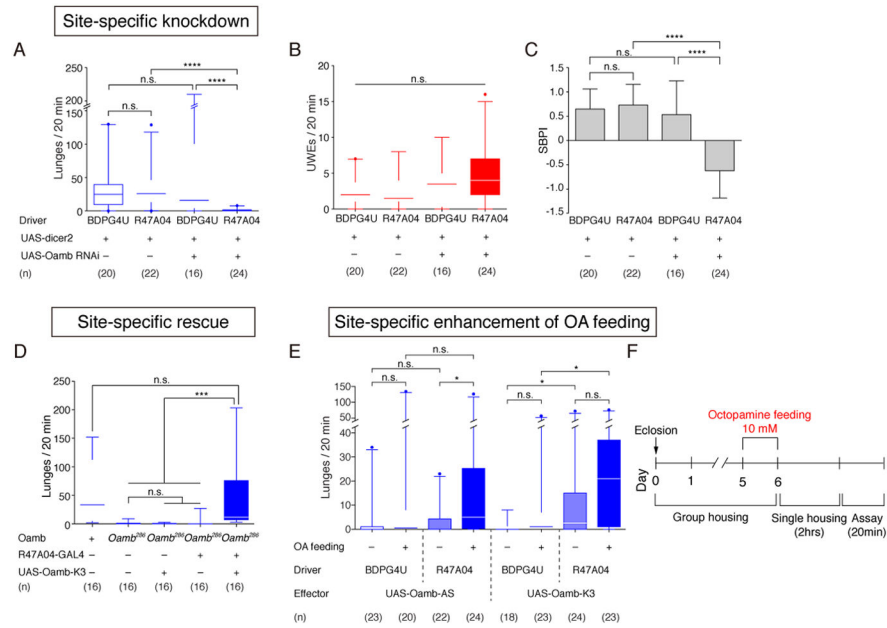 Site-specific knockdown
A
Lunges / 20 min
250
200
100
50
0
n.s.
n.s.
****
****
BDPG4U R47A04 BDPG4U R47A04
Driver
UAS-dicer2 + + + +
UAS-Oamb RNAi – – + +
(n) (20) (22) (16) (24)
B
UWEs / 20 min
20
15
10
5
0
n.s.
BDPG4U R47A04 BDPG4U R47A04
+ + + +
– – + +
(20) (22) (16) (24)
C
SBPI
1.5
1.0
0.5
0
-0.5
-1.0
-1.5
****
n.s. ****
n.s.
BDPG4U R47A04 BDPG4U R47A04
+ + + +
– – + +
(20) (22) (16) (24)
Site-specific rescue
D
Lunges / 20 min
250
200
150
100
50
0
n.s.
***
n.s.
Oamb + Oamb286 Oamb286 Oamb286 Oamb286
R47A04-GAL4 – – – + +
UAS-Oamb-K3 – – + – +
(n) (16) (16) (16) (16) (16)
Site-specific enhancement of OA feeding
E
Lunges / 20 min
150
100
50
40
30
20
10
0
n.s.
n.s.
n.s.
*
*
*
n.s.
n.s.
OA feeding – + – + – + – +
Driver BDPG4U R47A04 BDPG4U R47A04
Effector UAS-Oamb-AS UAS-Oamb-K3
(n) (23) (20) (22) (24) (18) (23) (24) (23)
F
Octopamine feeding
10 mM
Eclosion
Day
0 1 5 6
Group housing
Single housing
(2hrs)
Assay
(20min)